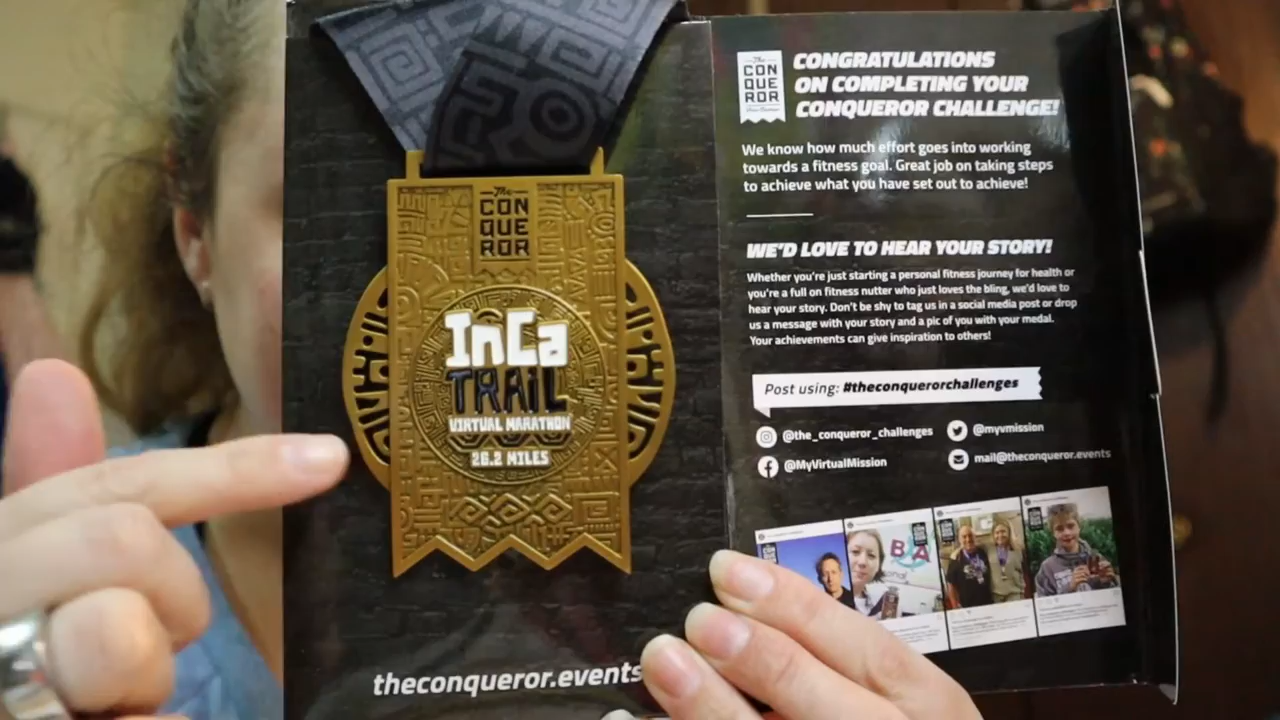 The
CON
QUE
ROR
InCa
TRAIL
VIRTUAL MARATHON
26.2 MILES
theconqueror.events
The
CON
QUE
ROR
CONGRATULATIONS
ON COMPLETING YOUR
CONQUEROR CHALLENGE!
We know how much effort goes into working
towards a fitness goal. Great job on taking steps
to achieve what you have set out to achieve!
WE'D LOVE TO HEAR YOUR STORY!
Whether you're just starting a personal fitness journey for health or
you're a full on fitness nutter who just loves the bling, we'd love to
hear your story. Don't be shy to tag us in a social media post or drop
us a message with your story and a pic of you with your medal.
Your achievements can give inspiration to others!
Post using: #theconquerorchallenges
@the_conqueror_challenges
@myvmission
@MyVirtualMission
mail@theconqueror.events